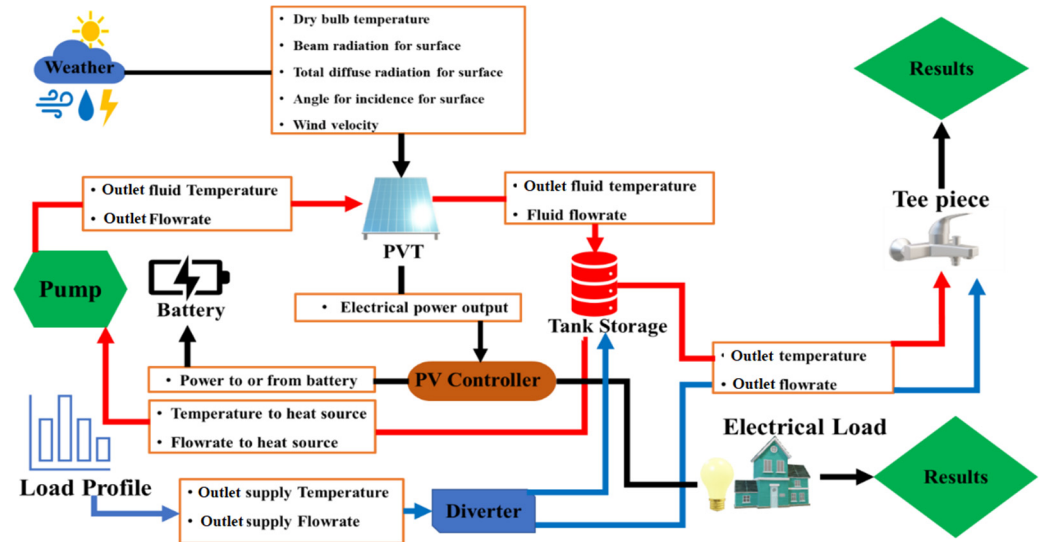 Weather
• Dry bulb temperature
• Beam radiation for surface
• Total diffuse radiation for surface
• Angle for incidence for surface
• Wind velocity
Results
• Outlet fluid Temperature
• Outlet Flowrate
PVT
• Outlet fluid temperature
• Fluid flowrate
Tee piece
Pump
Battery
• Electrical power output
Tank Storage
• Outlet temperature
• Outlet flowrate
• Power to or from battery
PV Controller
• Temperature to heat source
• Flowrate to heat source
Electrical Load
Results
Load Profile
• Outlet supply Temperature
• Outlet supply Flowrate
Diverter